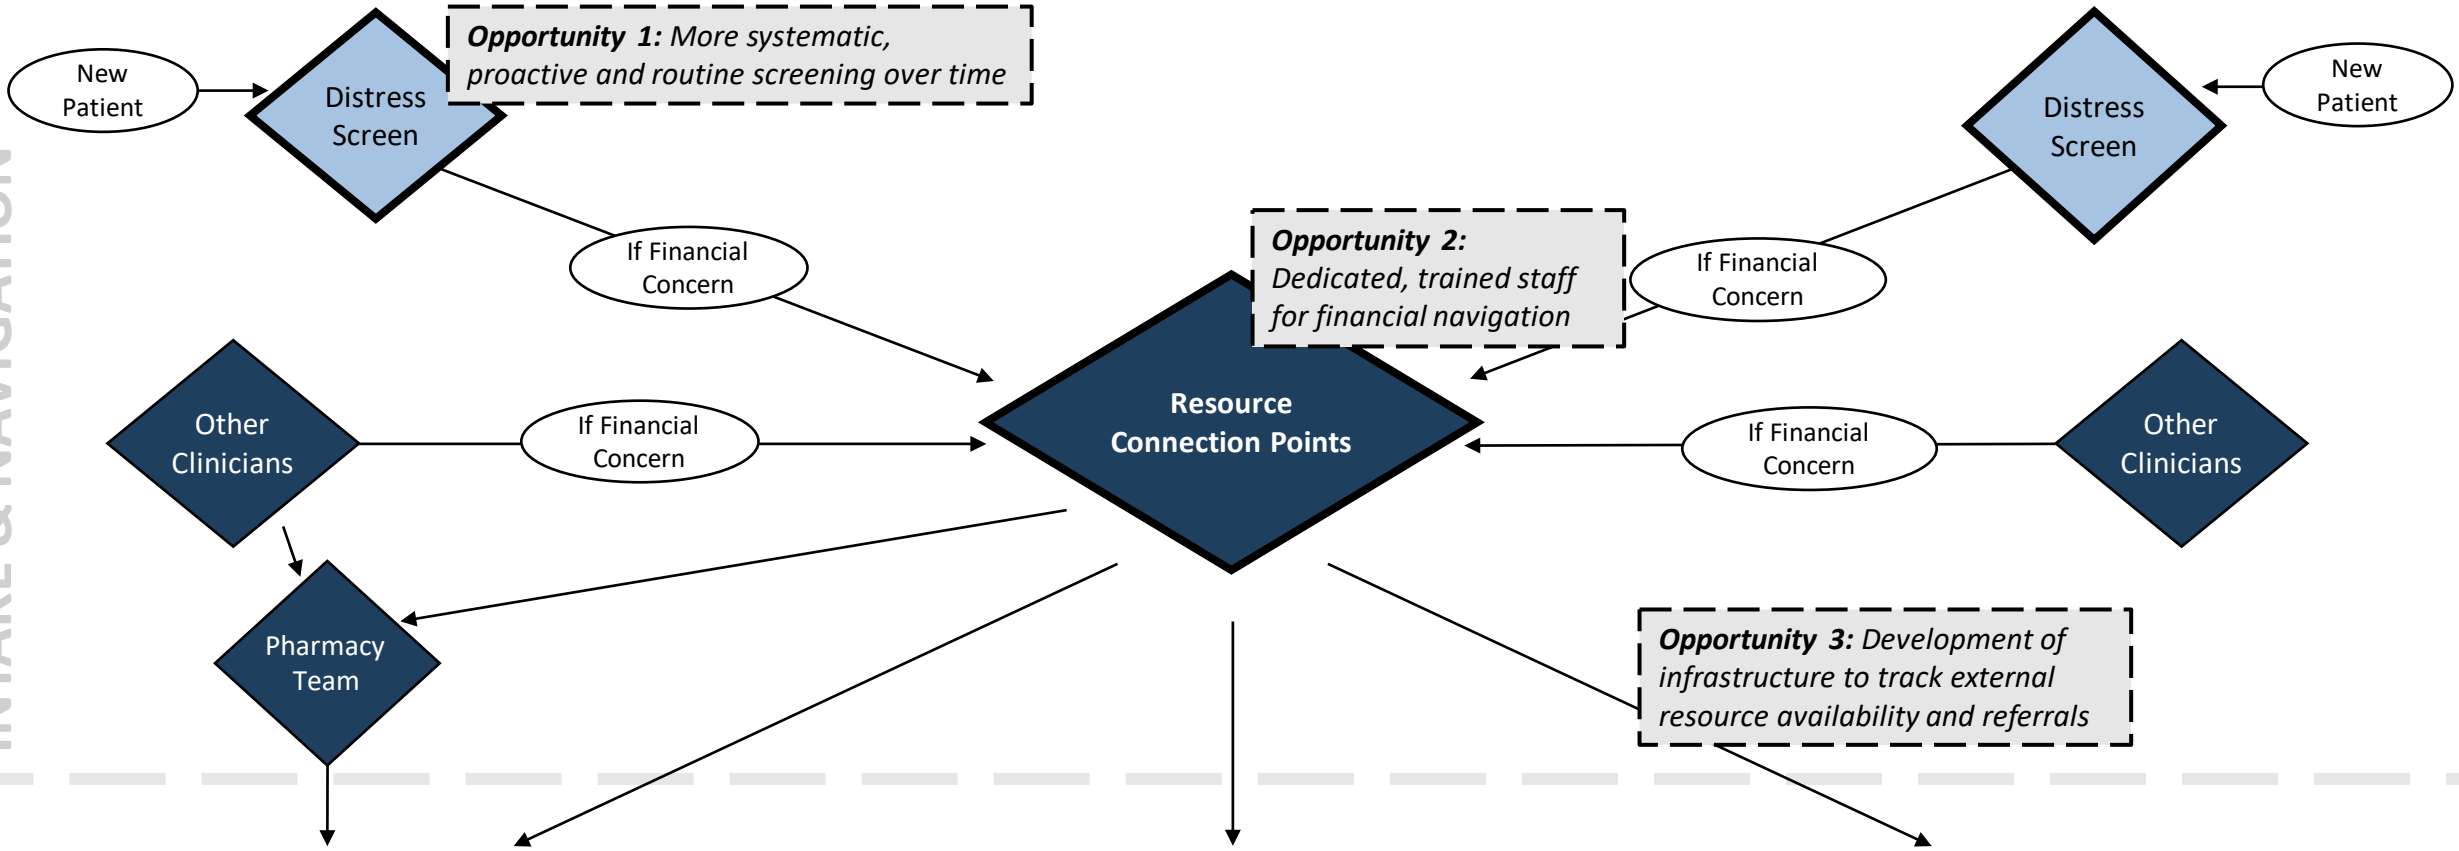 New
Patient
Distress
Screen
Opportunity 1: More systematic,
proactive and routine screening over time
New
Patient
Distress
Screen
If Financial
Concern
Opportunity 2:
Dedicated, trained staff
for financial navigation
If Financial
Concern
INTAKE & NAVIGATION
Other
Clinicians
If Financial
Concern
Resource
Connection Points
If Financial
Concern
Other
Clinicians
Pharmacy
Team
Opportunity 3: Development of
infrastructure to track external
resource availability and referrals